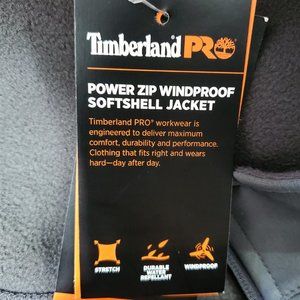 Timberland PRO
POWER ZIP WINDPROOF
SOFTSHELL JACKET
Timberland PRO® workwear is
engineered to deliver maximum
comfort, durability and performance.
Clothing that fits right and wears
hard—day after day.
STRETCH
DURABLE
WATER
REPELLANT
WINDPROOF